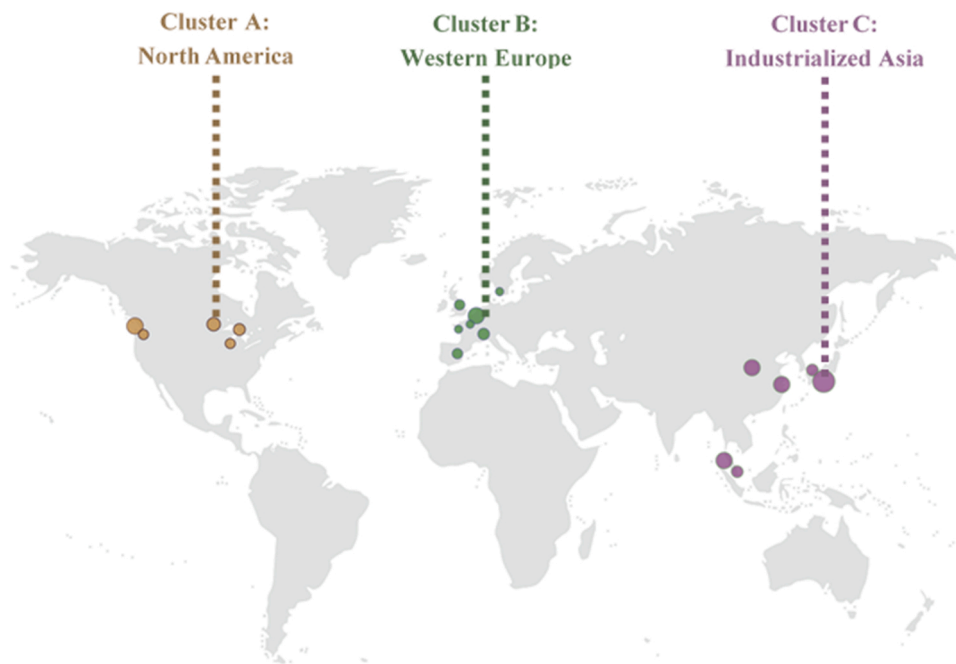 Cluster A:
North America
Cluster B:
Western Europe
Cluster C:
Industrialized Asia